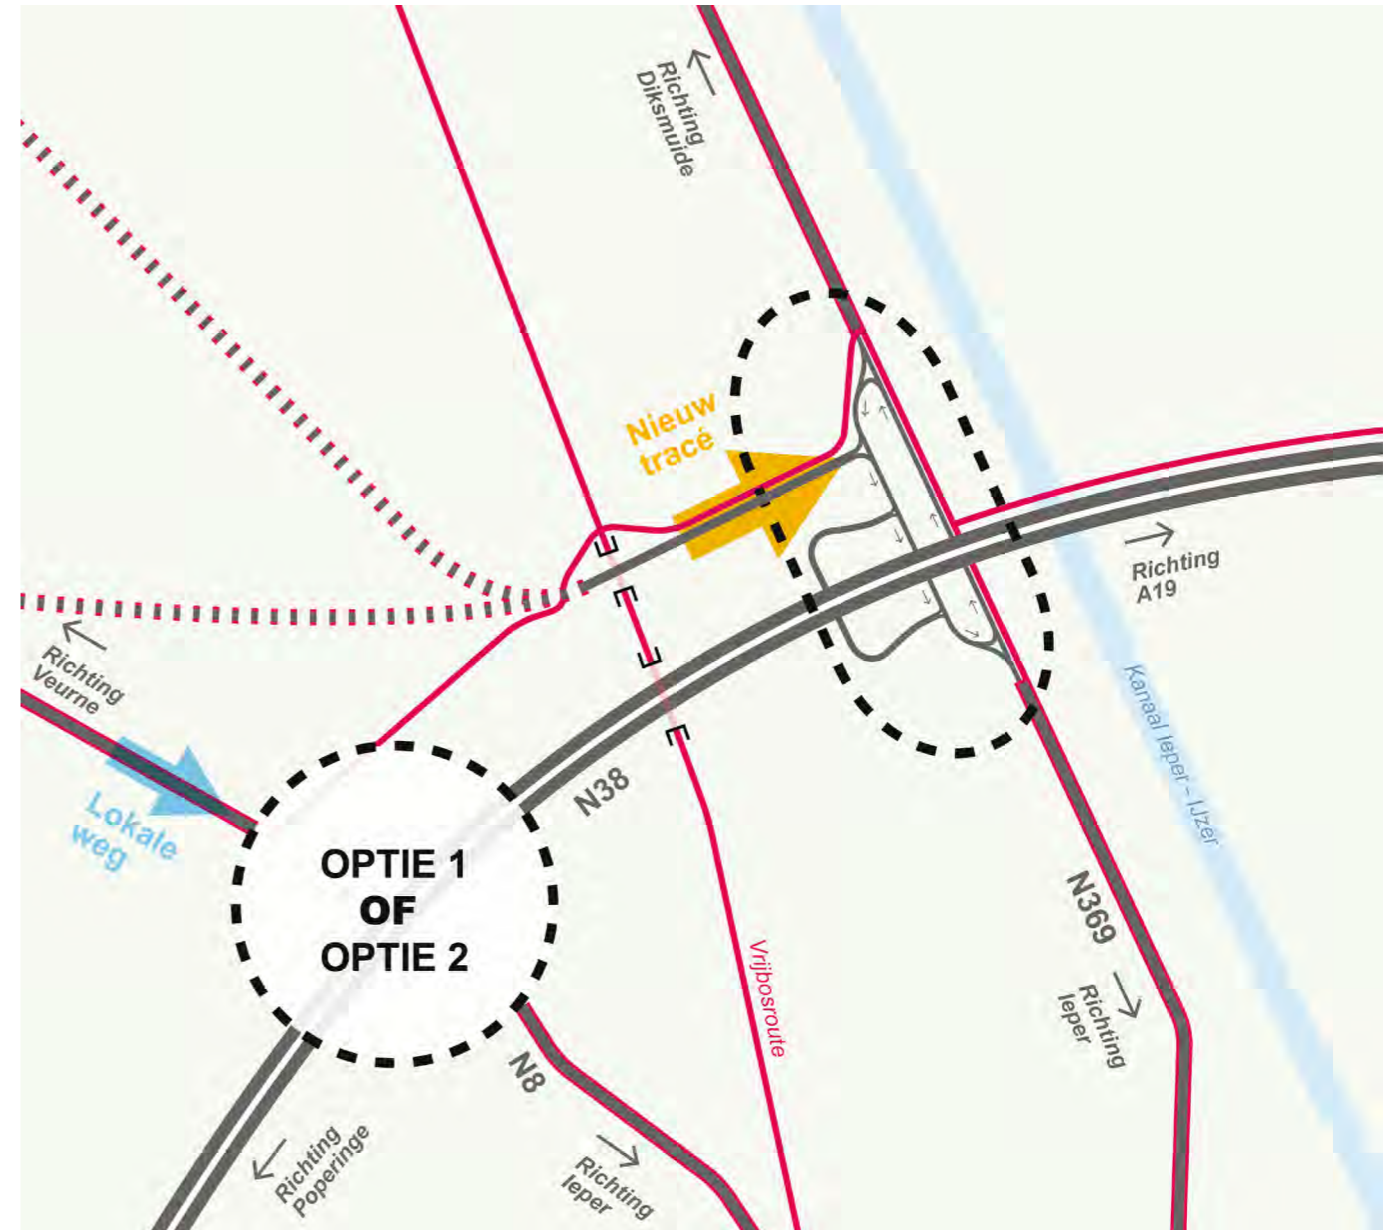 Richting
Diksmuide
Nieuw
tracé
Richting
A19
Richting
Veurne
Kanaal Ieper - IJzer
Lokale
weg
N38
OPTIE 1
OF
OPTIE 2
N369
Vrijbosroute
Richting
Ieper
N8
Richting
Poperinge
Richting
Ieper